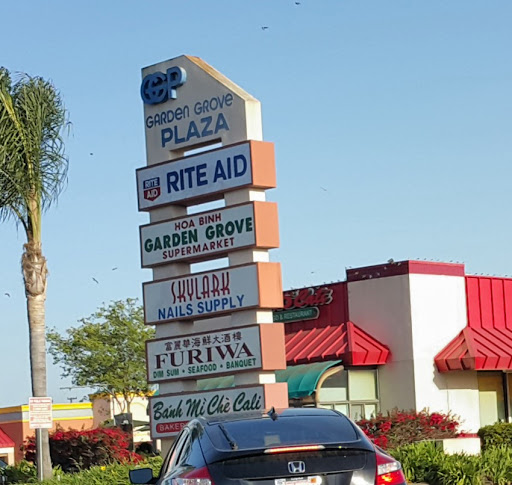 GGP
GARDEN GROVE
PLAZA
RITE
AID
RITE AID
HOA BINH
GARDEN GROVE
SUPERMARKET
SKYLARK
NAILS SUPPLY
富麗華海鮮大酒樓
FURIWA
DIM SUM • SEAFOOD • BANQUET
Bánh Mì Chè Cali
BAKERY
& RESTAURANT